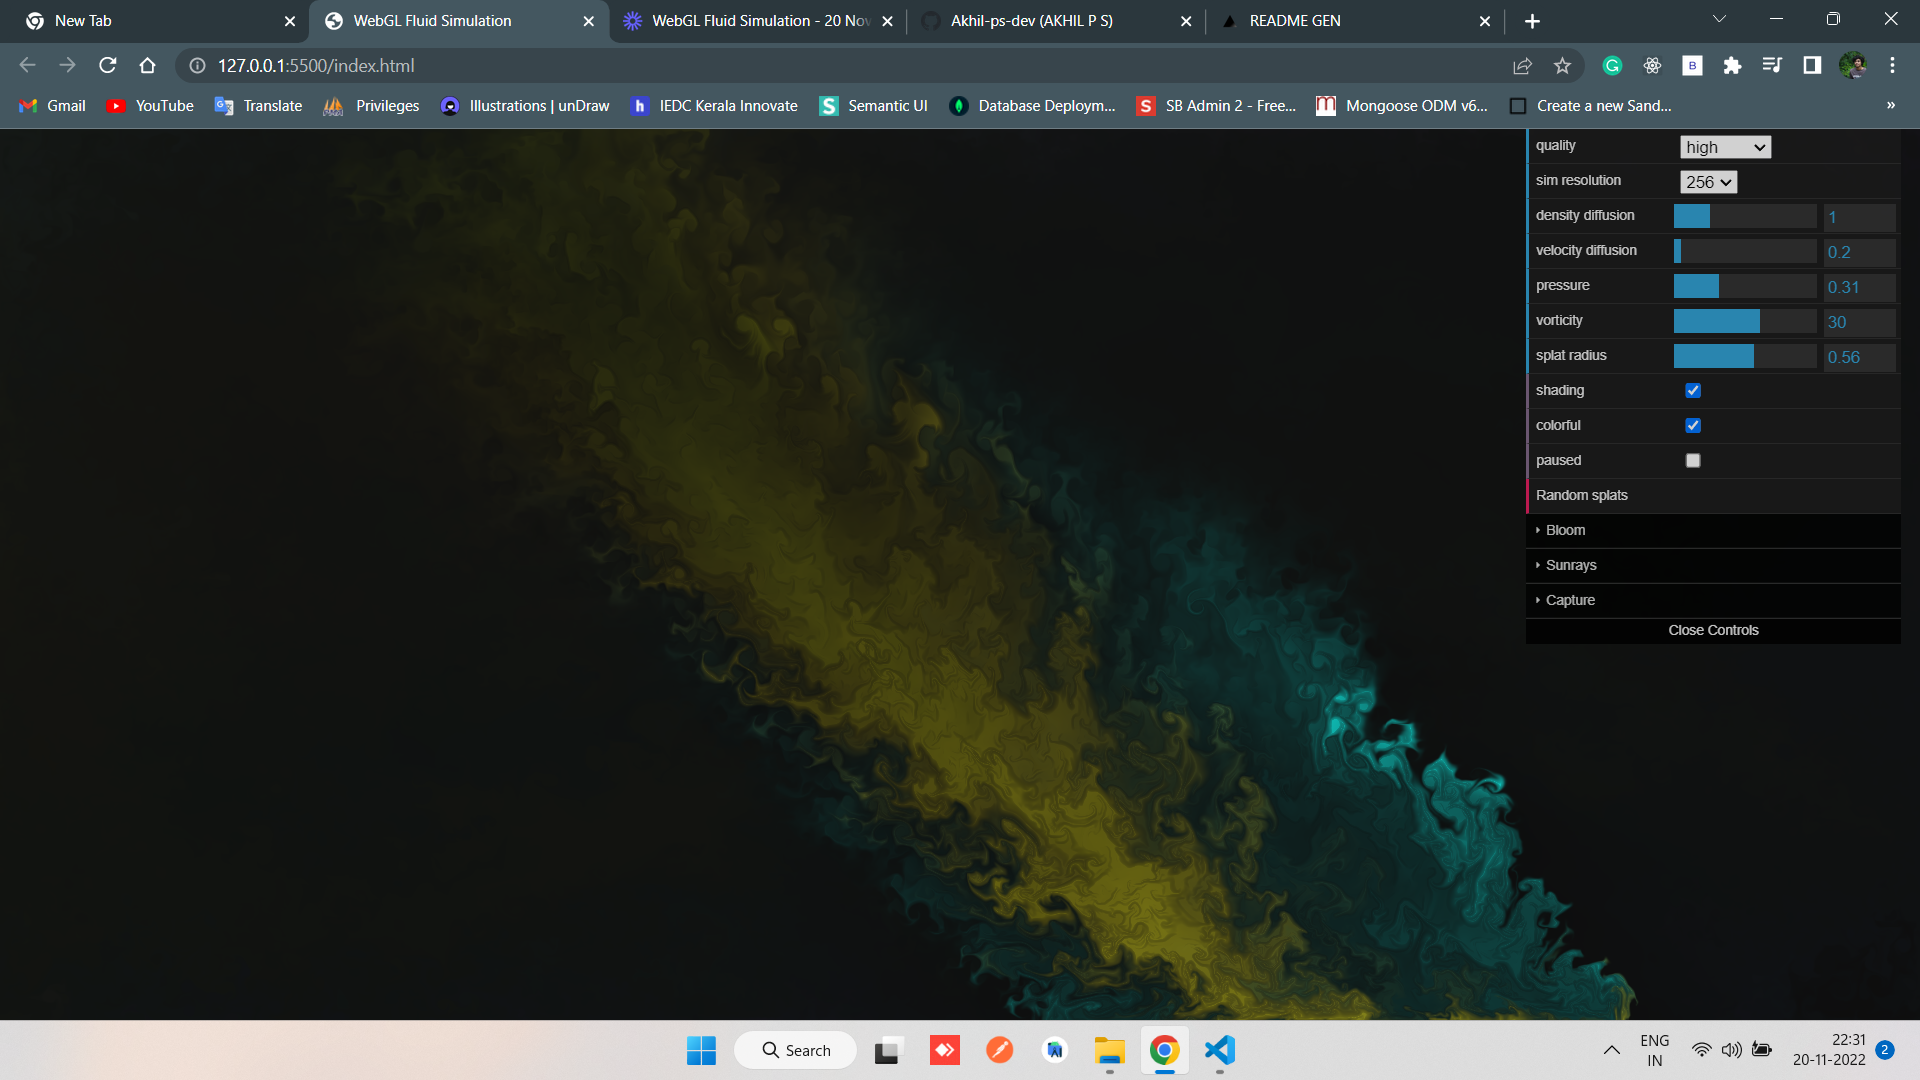 New Tab
WebGL Fluid Simulation
WebGL Fluid Simulation - 20 Nov
Akhil-ps-dev (AKHIL P S)
README GEN
127.0.0.1:5500/index.html
Gmail
YouTube
Translate
Privileges
Illustrations | unDraw
IEDC Kerala Innovate
Semantic UI
Database Deploym...
SB Admin 2 - Free...
Mongoose ODM v6...
Create a new Sand...
»
quality high
sim resolution 256
density diffusion 1
velocity diffusion 0.2
pressure 0.31
vorticity 30
splat radius 0.56
shading
colorful
paused
Random splats
Bloom
Sunrays
Capture
Close Controls
Search
ENG
IN
22:31
20-11-2022
2